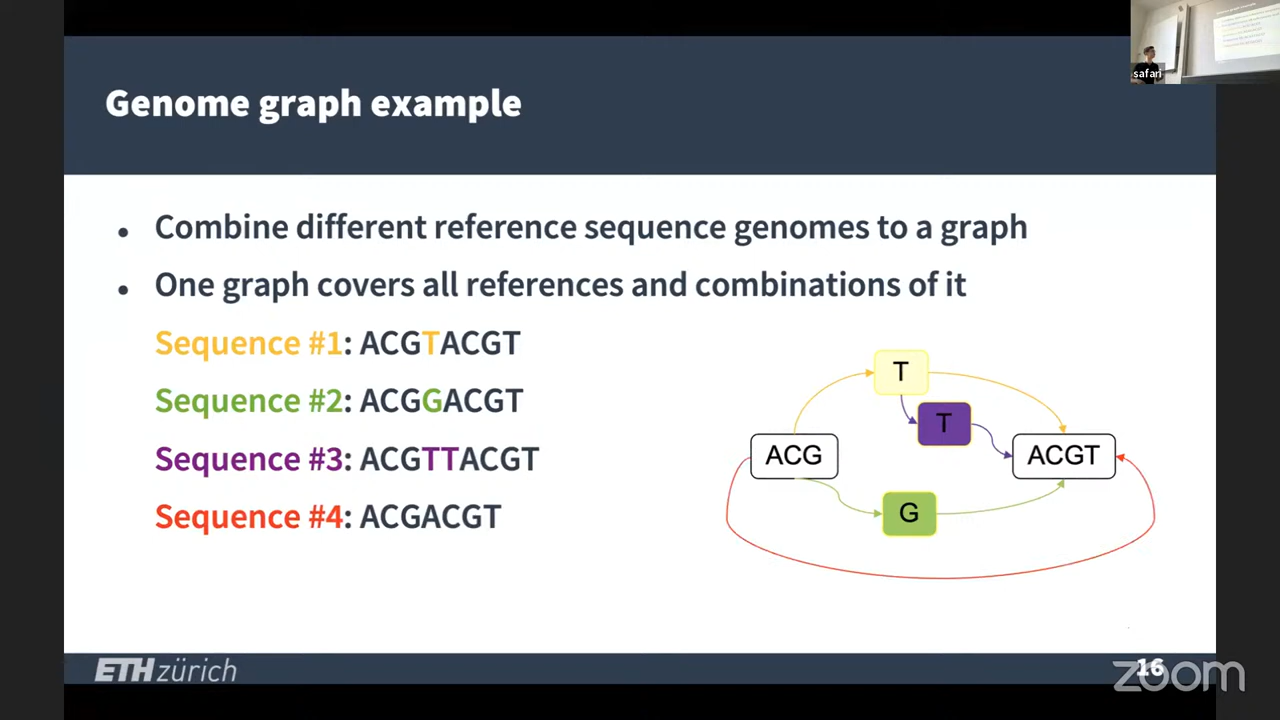 safari
Genome graph example
• Combine different reference sequence genomes to a graph
• One graph covers all references and combinations of it
Sequence #1: ACGTACGT
Sequence #2: ACGGACGT
Sequence #3: ACGTTACGT
Sequence #4: ACGACGT
T
T
ACG
ACGT
G
ETH zürich
16
zoom